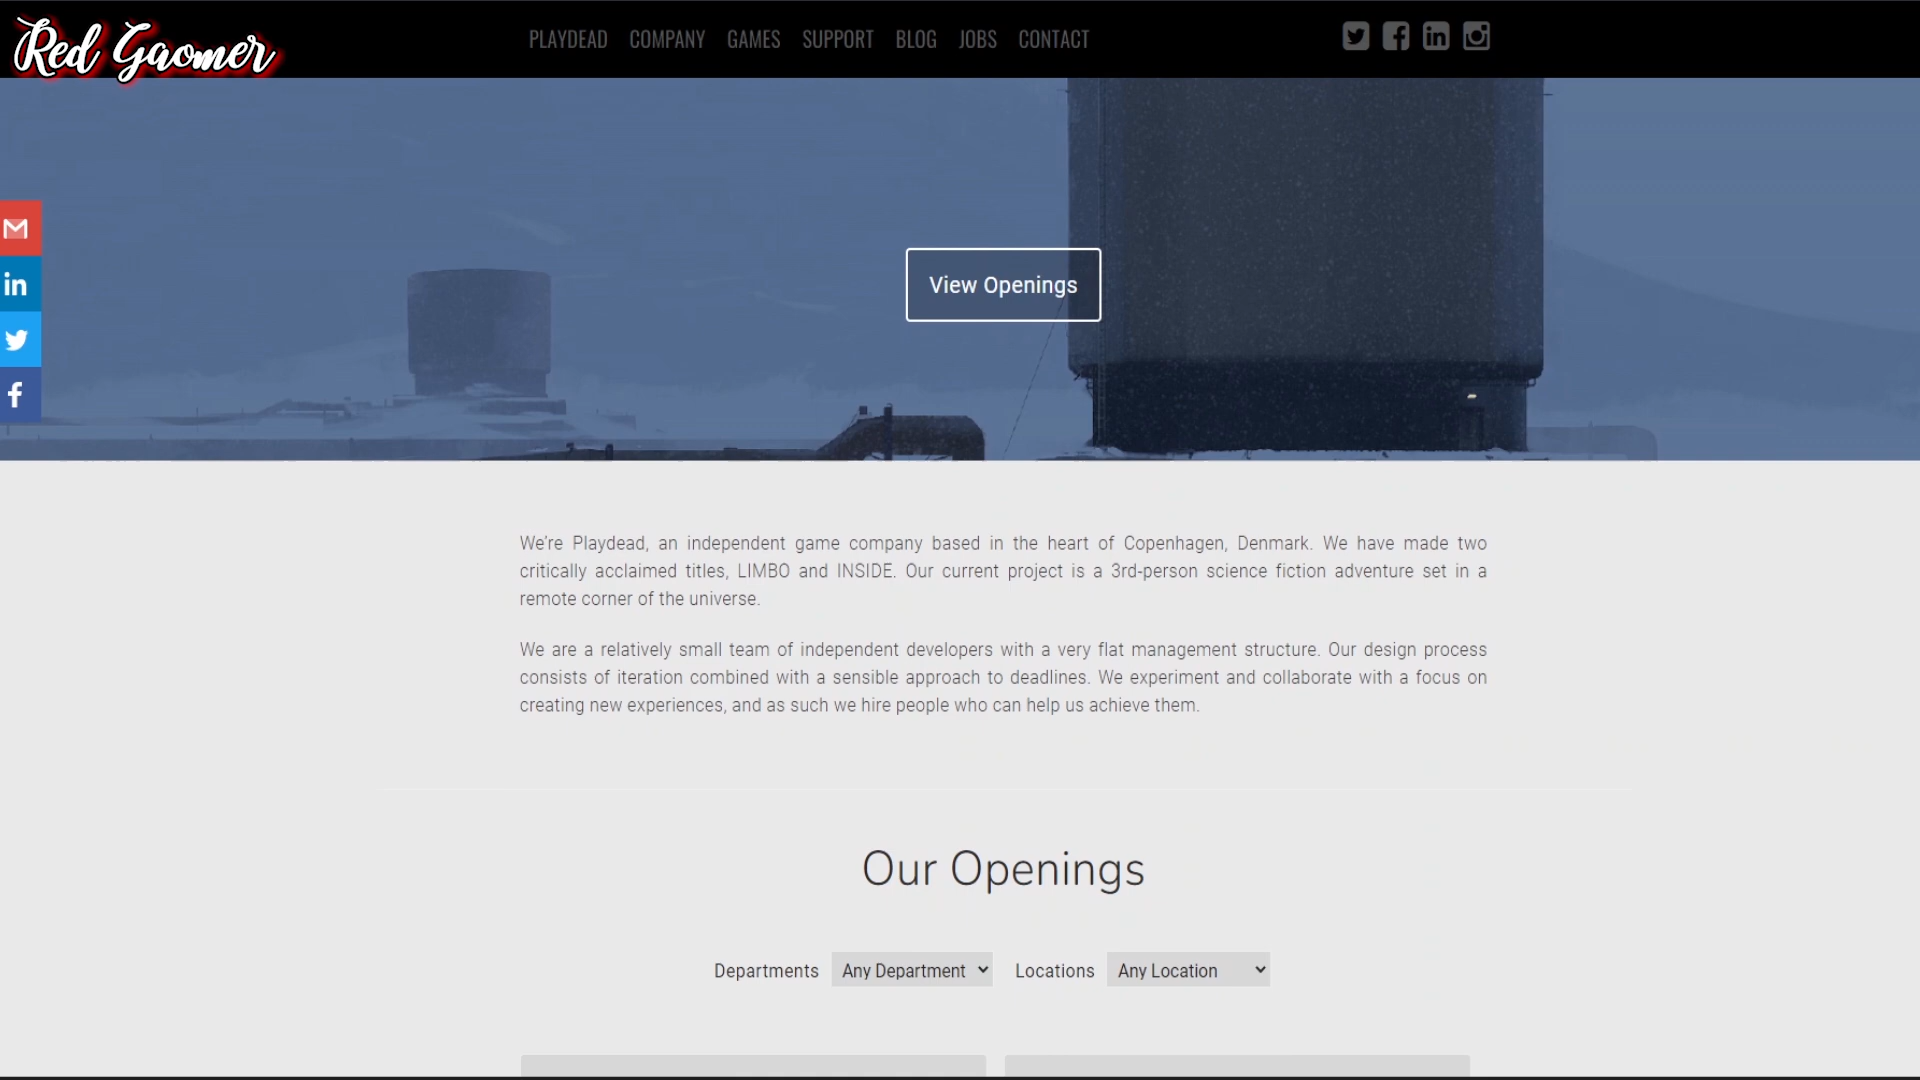 Red Gaomer
PLAYDEAD COMPANY GAMES SUPPORT BLOG JOBS CONTACT
View Openings
We're Playdead, an independent game company based in the heart of Copenhagen, Denmark. We have made two
critically acclaimed titles, LIMBO and INSIDE. Our current project is a 3rd-person science fiction adventure set in a
remote corner of the universe.
We are a relatively small team of independent developers with a very flat management structure. Our design process
consists of iteration combined with a sensible approach to deadlines. We experiment and collaborate with a focus on
creating new experiences, and as such we hire people who can help us achieve them.
Our Openings
Departments Any Department Locations Any Location